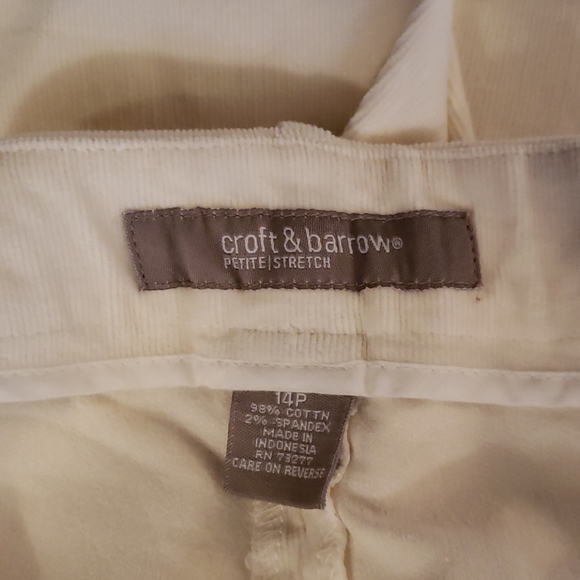 croft & barrow®
PETITE|STRETCH
14P
98% COTTN
2% SPANDEX
MADE IN
INDONESIA
RN 73277
CARE ON REVERSE